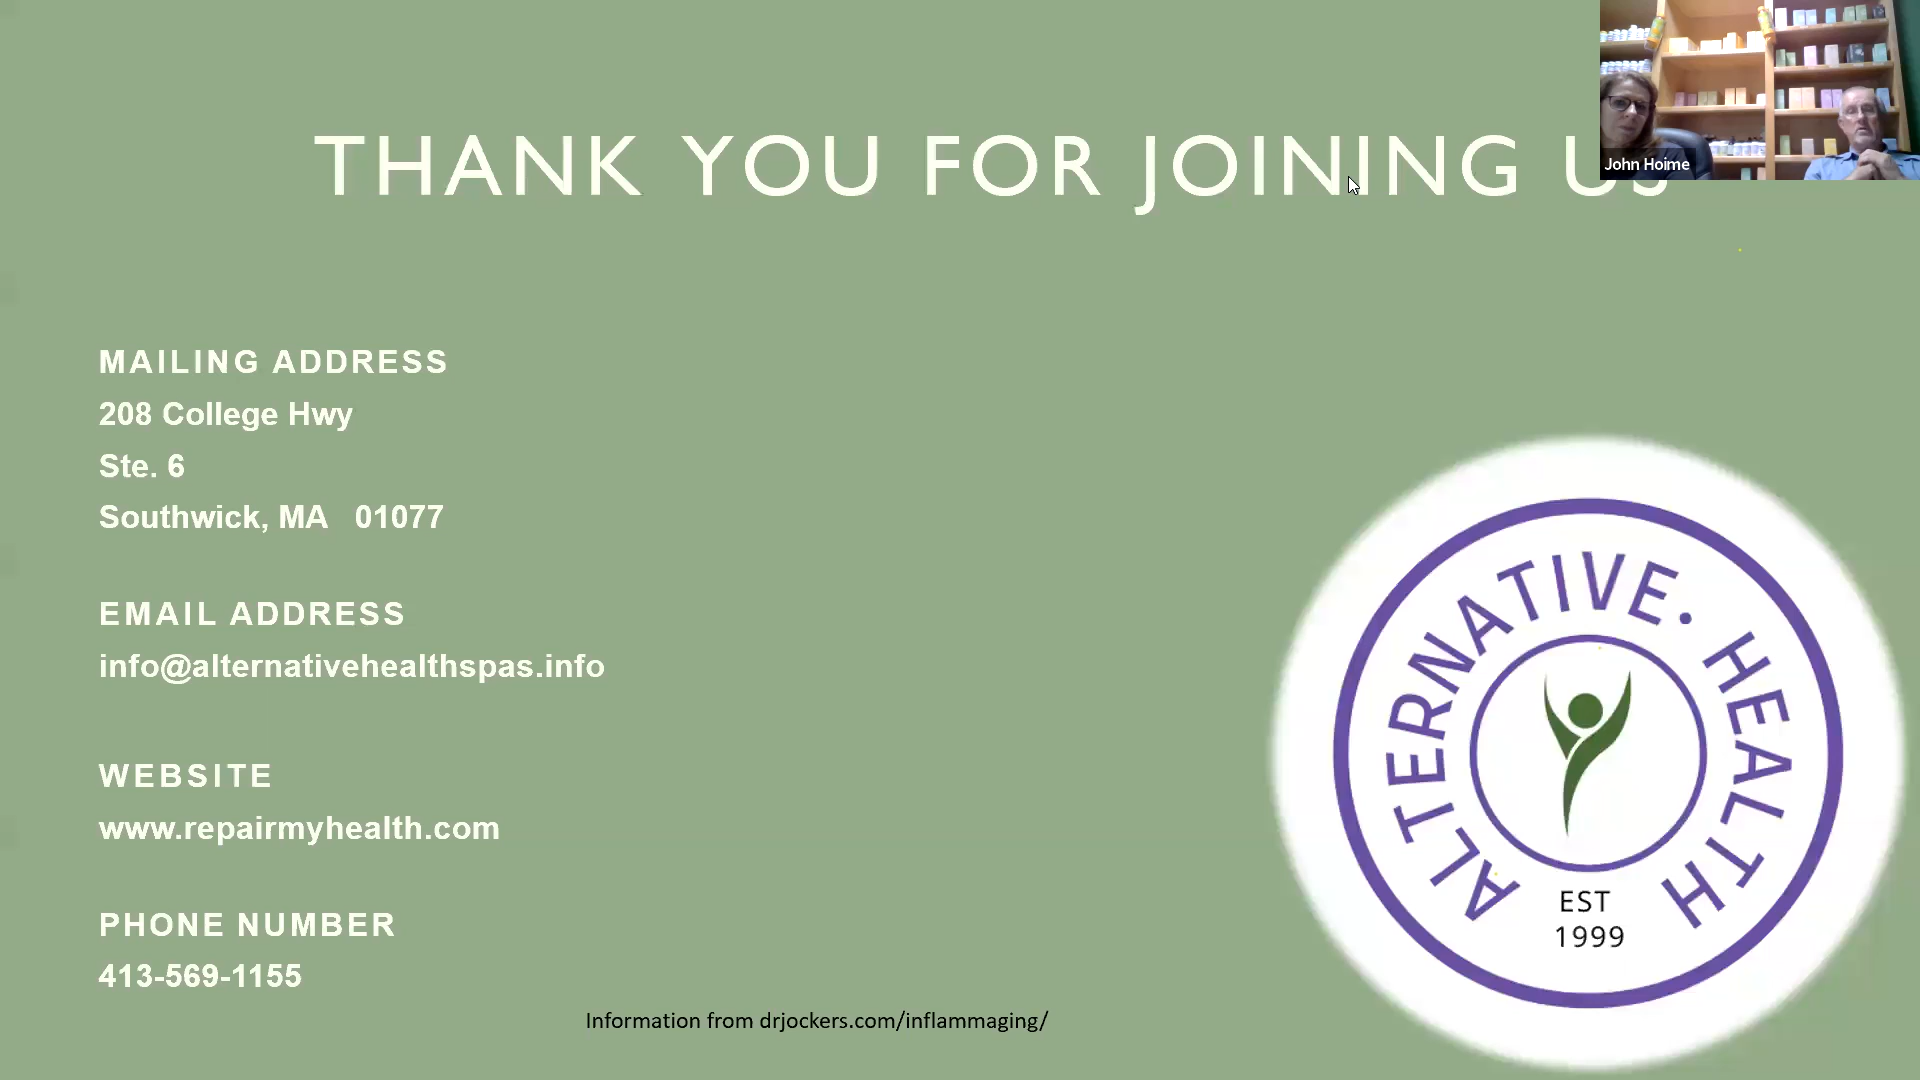 THANK YOU FOR JOINING US
John Hoime
MAILING ADDRESS
208 College Hwy
Ste. 6
Southwick, MA 01077
EMAIL ADDRESS
info@alternativehealthspas.info
WEBSITE
www.repairmyhealth.com
PHONE NUMBER
413-569-1155
ALTERNATIVE • HEALTH
EST
1999
Information from drjockers.com/inflammaging/